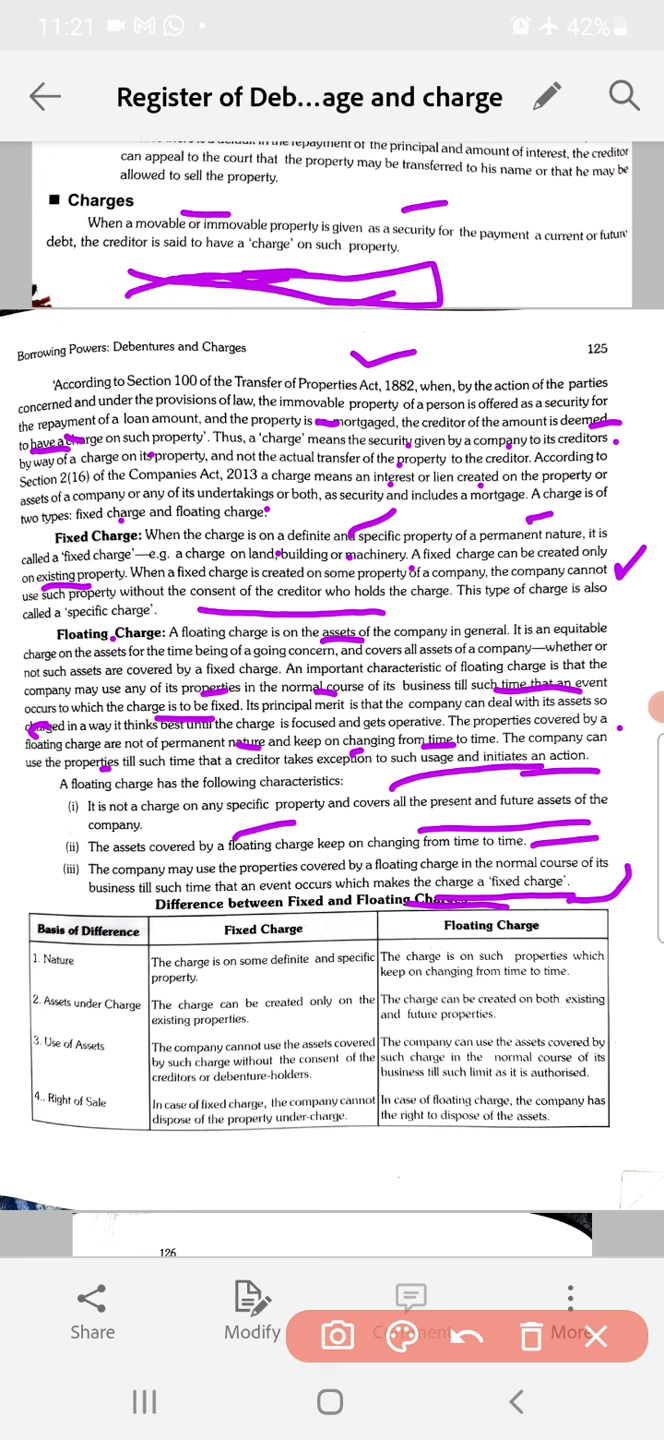 11:21
42%
Register of Deb...age and charge
repayment of the principal and amount of interest, the creditor
can appeal to the court that the property may be transferred to his name or that he may be
allowed to sell the property.
■ Charges
When a movable or immovable property is given as a security for the payment a current or future
debt, the creditor is said to have a 'charge' on such property.
Borrowing Powers: Debentures and Charges 125
'According to Section 100 of the Transfer of Properties Act, 1882, when, by the action of the parties
concerned and under the provisions of law, the immovable property of a person is offered as a security for
the repayment of a loan amount, and the property is mortgaged, the creditor of the amount is deemed
to have a charge on such property'. Thus, a 'charge' means the security given by a company to its creditors
by way of a charge on its property, and not the actual transfer of the property to the creditor. According to
Section 2(16) of the Companies Act, 2013 a charge means an interest or lien created on the property or
assets of a company or any of its undertakings or both, as security and includes a mortgage. A charge is of
two types: fixed charge and floating charge.
Fixed Charge: When the charge is on a definite and specific property of a permanent nature, it is
called a 'fixed charge'—e.g. a charge on land, building or machinery. A fixed charge can be created only
on existing property. When a fixed charge is created on some property of a company, the company cannot
use such property without the consent of the creditor who holds the charge. This type of charge is also
called a 'specific charge'.
Floating Charge: A floating charge is on the assets of the company in general. It is an equitable
charge on the assets for the time being of a going concern, and covers all assets of a company—whether or
not such assets are covered by a fixed charge. An important characteristic of floating charge is that the
company may use any of its properties in the normal course of its business till such time that an event
occurs to which the charge is to be fixed. Its principal merit is that the company can deal with its assets so
charged in a way it thinks best until the charge is focused and gets operative. The properties covered by a
floating charge are not of permanent nature and keep on changing from time to time. The company can
use the properties till such time that a creditor takes exception to such usage and initiates an action.
A floating charge has the following characteristics:
(i) It is not a charge on any specific property and covers all the present and future assets of the
company.
(ii) The assets covered by a floating charge keep on changing from time to time.
(iii) The company may use the properties covered by a floating charge in the normal course of its
business till such time that an event occurs which makes the charge a 'fixed charge'.
Difference between Fixed and Floating
Basis of Difference Fixed Charge Floating Charge
1. Nature The charge is on some definite and specific The charge is on such properties which
property. keep on changing from time to time.
2. Assets under Charge The charge can be created only on the The charge can be created on both existing
existing properties. and future properties.
3. Use of Assets The company cannot use the assets covered The company can use the assets covered by
by such charge without the consent of the such charge in the normal course of its
creditors or debenture-holders. business till such limit as it is authorised.
4.. Right of Sale In case of fixed charge, the company cannot In case of floating charge, the company has
dispose of the property under-charge. the right to dispose of the assets.
126
Share Modify Comment More